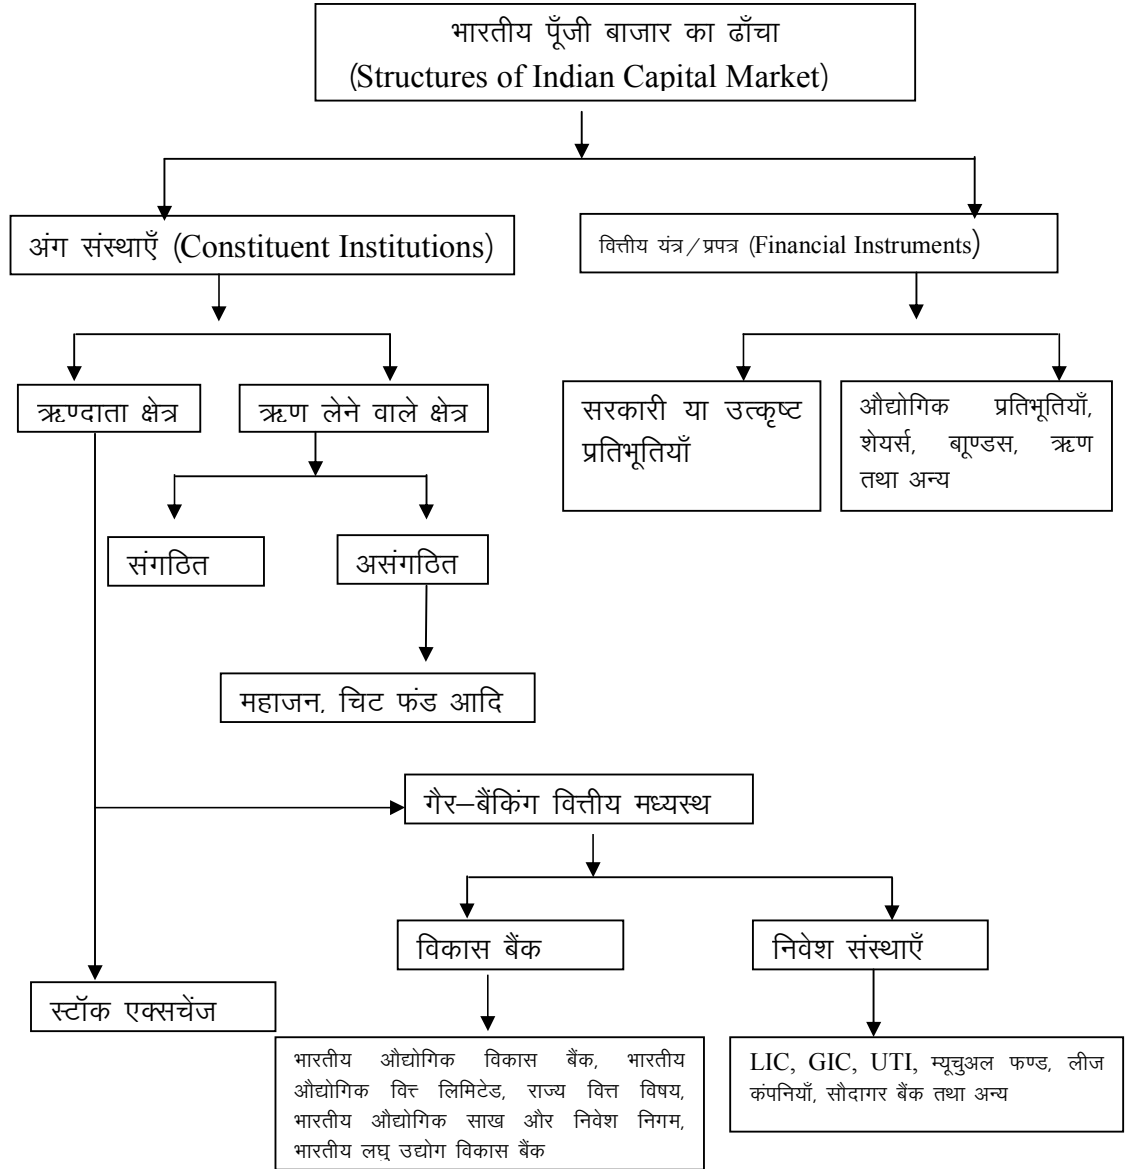 भारतीय पूँजी बाजार का ढाँचा
(Structures of Indian Capital Market)
अंग संस्थाएँ (Constituent Institutions)
वित्तीय यंत्र/प्रपत्र (Financial Instruments)
ऋण्दाता क्षेत्र
ऋण लेने वाले क्षेत्र
सरकारी या उत्कृष्ट
प्रतिभूतियाँ
औद्योगिक प्रतिभूतियाँ,
शेयर्स, बाूण्डस, ऋण
तथा अन्य
संगठित
असंगठित
महाजन, चिट फंड आदि
गैर–बैंकिंग वित्तीय मध्यस्थ
विकास बैंक
निवेश संस्थाएँ
स्टॉक एक्सचेंज
भारतीय औद्योगिक विकास बैंक, भारतीय
औद्योगिक वित्त लिमिटेड, राज्य वित्त विषय,
भारतीय औद्योगिक साख और निवेश निगम,
भारतीय लघु उद्योग विकास बैंक
LIC, GIC, UTI, म्यूचुअल फण्ड, लीज
कंपनियाँ, सौदागर बैंक तथा अन्य